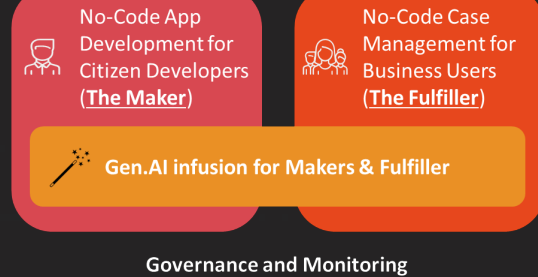 No-Code App
Development for
Citizen Developers
(The Maker)
No-Code Case
Management for
Business Users
(The Fulfiller)
Gen.AI infusion for Makers & Fulfiller
Governance and Monitoring